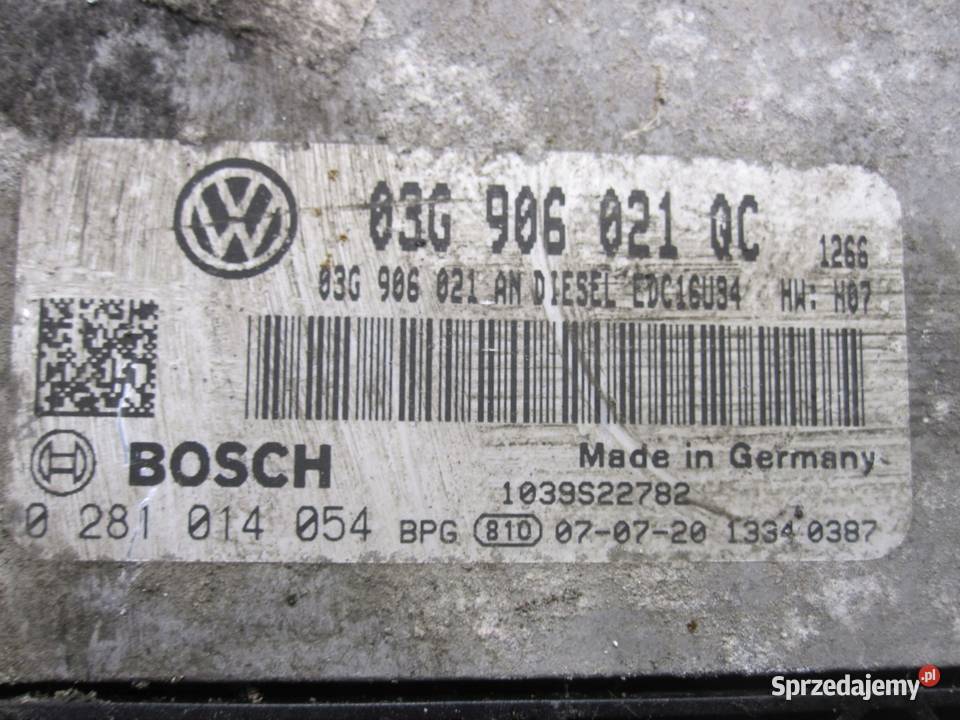 03G 906 021 QC 1266
03G 906 021 AN DIESEL EDC16U34 HW: H07
BOSCH
Made in Germany
1039S22782
0 281 014 054 BPG 810 07-07-20 1334 0387
Sprzedajemy.pl